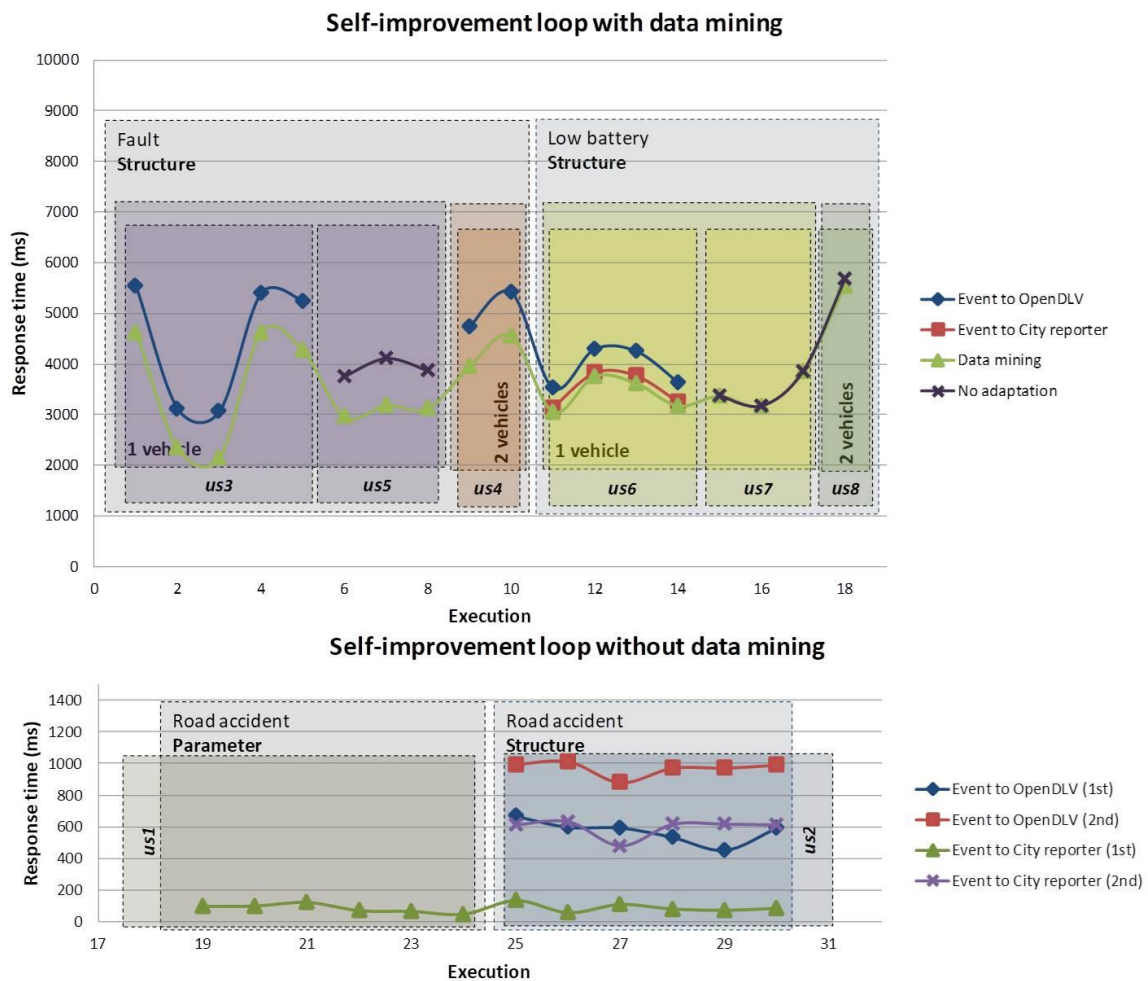 Self-improvement loop with data mining
10000
9000
8000
7000
6000
5000
4000
3000
2000
1000
0
Response time (ms)
Fault
Structure
Low battery
Structure
1 vehicle
2 vehicles
1 vehicle
2 vehicles
us3
us5
us4
us6
us7
us8
0 2 4 6 8 10 12 14 16 18
Execution
Event to OpenDLV
Event to City reporter
Data mining
No adaptation
Self-improvement loop without data mining
1400
1200
1000
800
600
400
200
0
Response time (ms)
Road accident
Parameter
Road accident
Structure
us1
us2
17 19 21 23 25 27 29 31
Execution
Event to OpenDLV (1st)
Event to OpenDLV (2nd)
Event to City reporter (1st)
Event to City reporter (2nd)